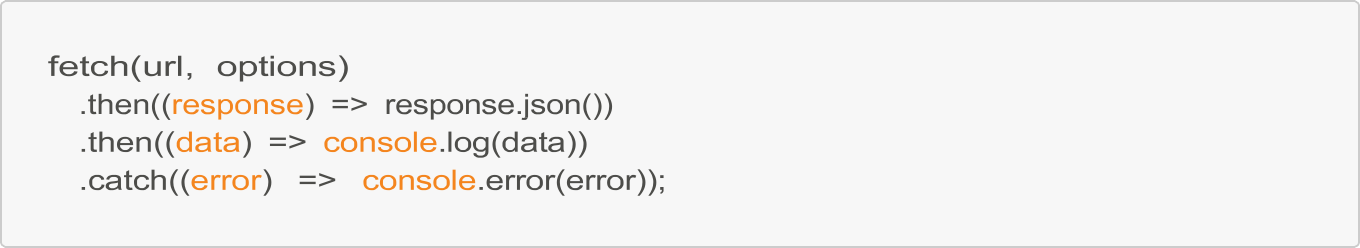 fetch(url, options)
.then((response) => response.json())
.then((data) => console.log(data))
.catch((error) => console.error(error));